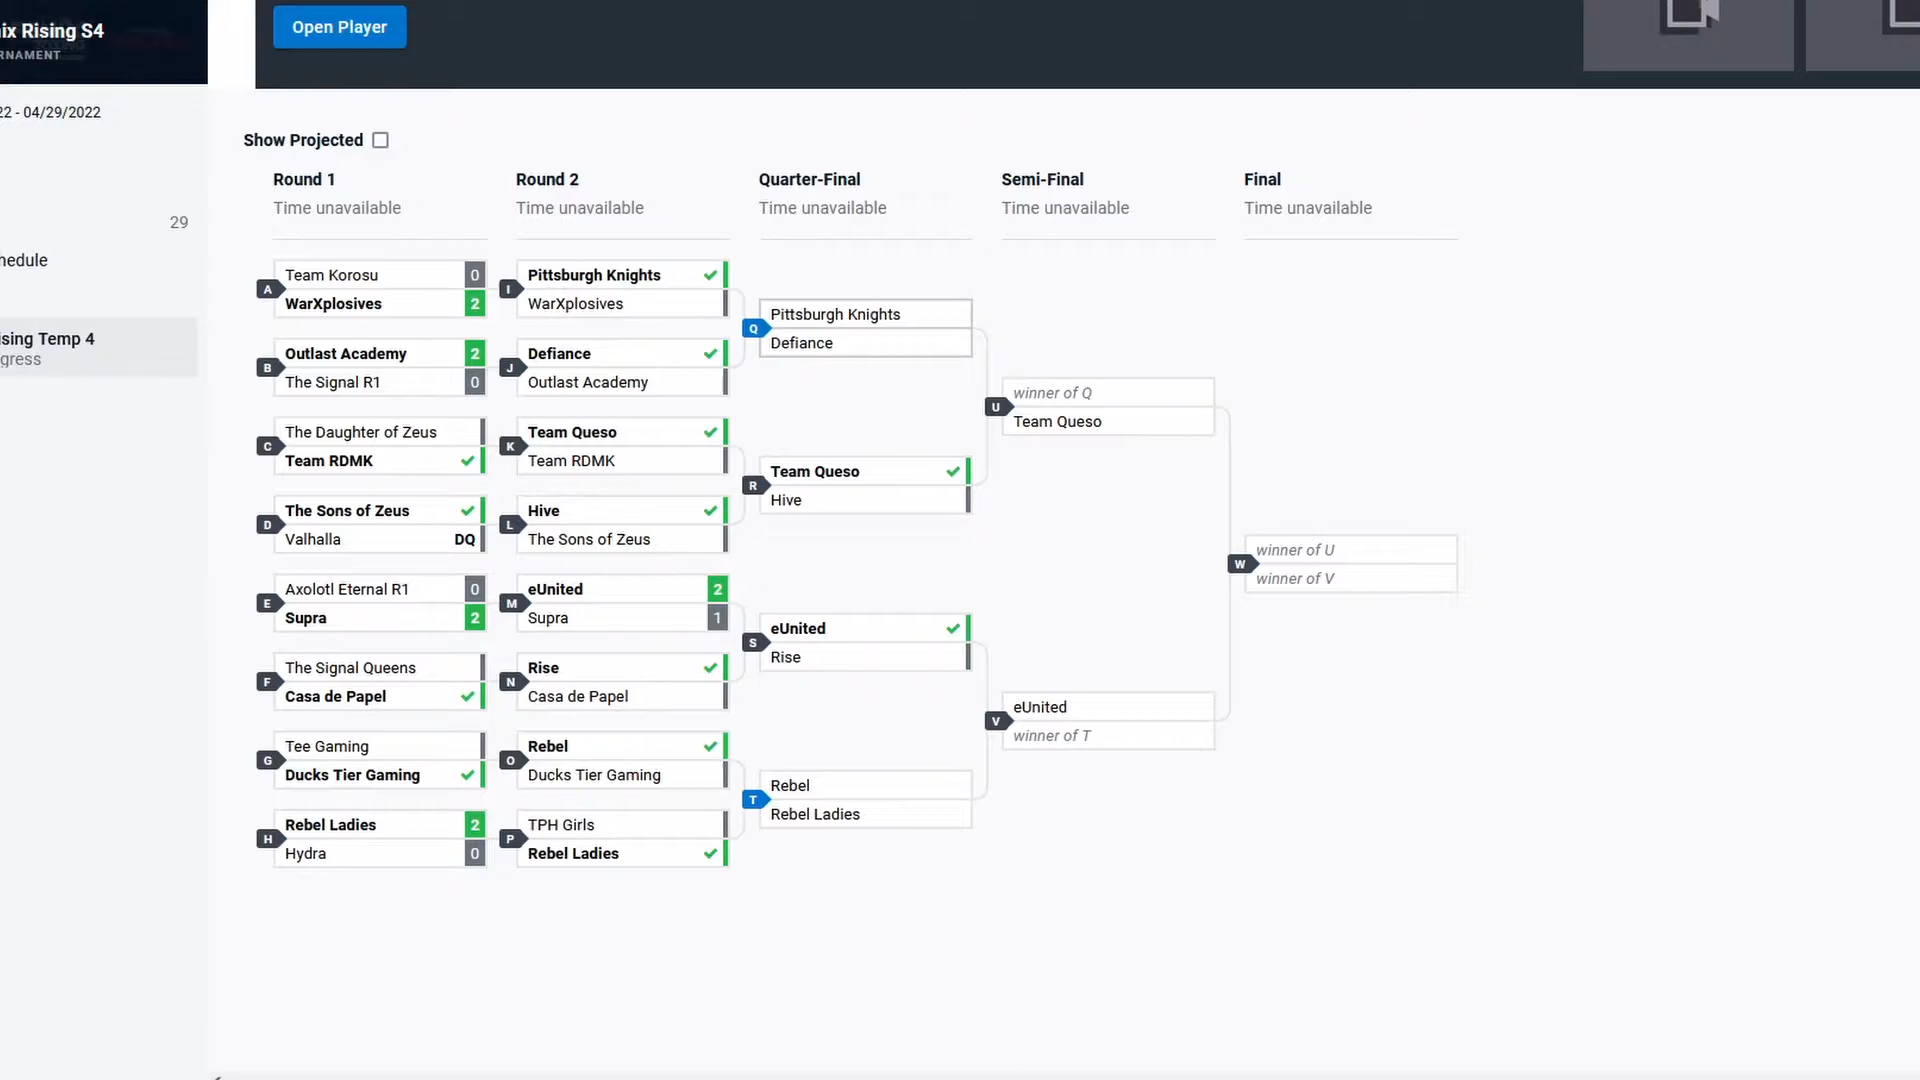 ix Rising S4
RNAMENT
Open Player
22 - 04/29/2022
29
hedule
ising Temp 4
gress
Show Projected
Round 1
Time unavailable
Round 2
Time unavailable
Quarter-Final
Time unavailable
Semi-Final
Time unavailable
Final
Time unavailable
A
Team Korosu 0
WarXplosives 2
B
Outlast Academy 2
The Signal R1 0
C
The Daughter of Zeus
Team RDMK
D
The Sons of Zeus
Valhalla DQ
E
Axolotl Eternal R1 0
Supra 2
F
The Signal Queens
Casa de Papel
G
Tee Gaming
Ducks Tier Gaming
H
Rebel Ladies 2
Hydra 0
I
Pittsburgh Knights
WarXplosives
J
Defiance
Outlast Academy
K
Team Queso
Team RDMK
L
Hive
The Sons of Zeus
M
eUnited 2
Supra 1
N
Rise
Casa de Papel
O
Rebel
Ducks Tier Gaming
P
TPH Girls
Rebel Ladies
Q
Pittsburgh Knights
Defiance
R
Team Queso
Hive
S
eUnited
Rise
T
Rebel
Rebel Ladies
U
winner of Q
Team Queso
V
eUnited
winner of T
W
winner of U
winner of V